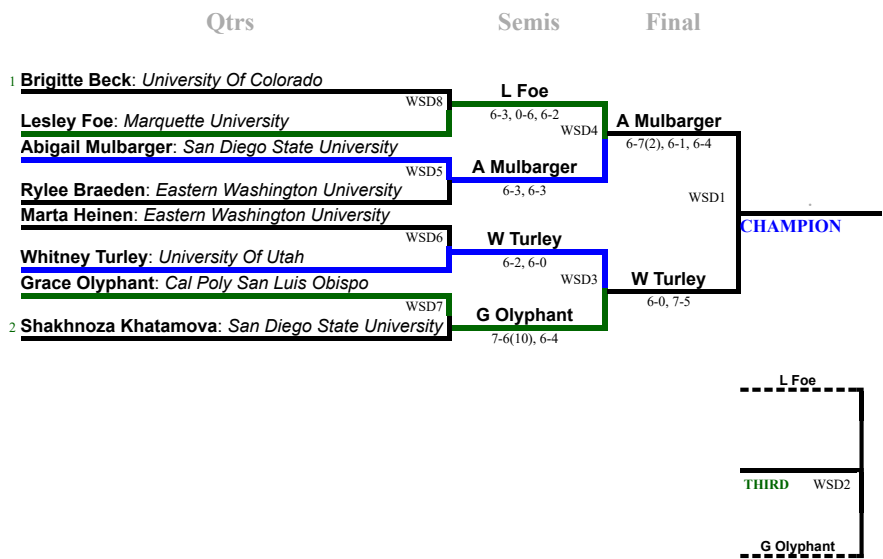 Qtrs Semis Final
1 Brigitte Beck: University Of Colorado
L Foe
WSD8
6-3, 0-6, 6-2
Lesley Foe: Marquette University
A Mulbarger
WSD4
6-7(2), 6-1, 6-4
Abigail Mulbarger: San Diego State University
WSD5
A Mulbarger
Rylee Braeden: Eastern Washington University
6-3, 6-3
WSD1
Marta Heinen: Eastern Washington University
CHAMPION
WSD6
W Turley
Whitney Turley: University Of Utah
6-2, 6-0
WSD3
W Turley
Grace Olyphant: Cal Poly San Luis Obispo
6-0, 7-5
WSD7
G Olyphant
2 Shakhnoza Khatamova: San Diego State University
7-6(10), 6-4
L Foe
THIRD WSD2
G Olyphant